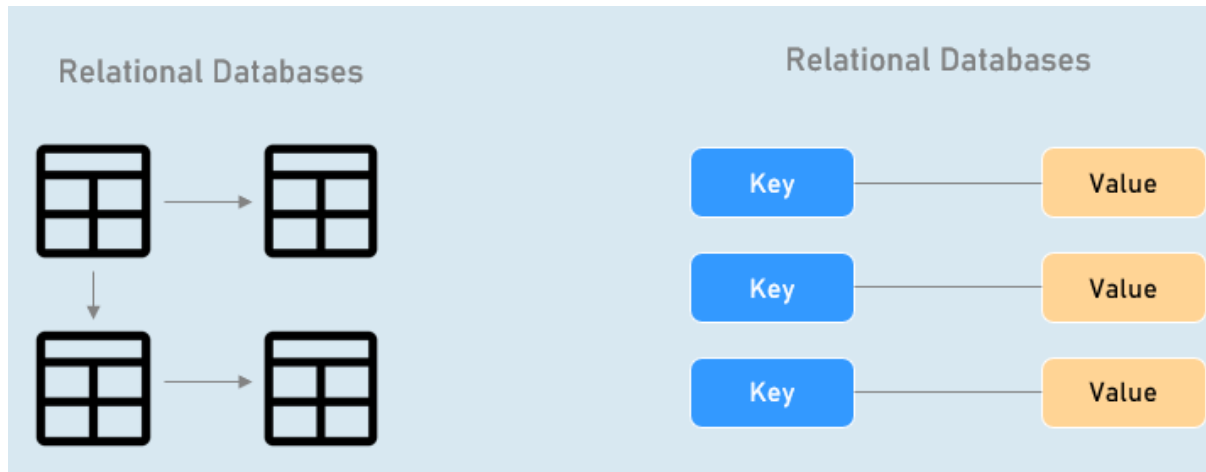 Relational Databases
Relational Databases
Key
Value
Key
Value
Key
Value